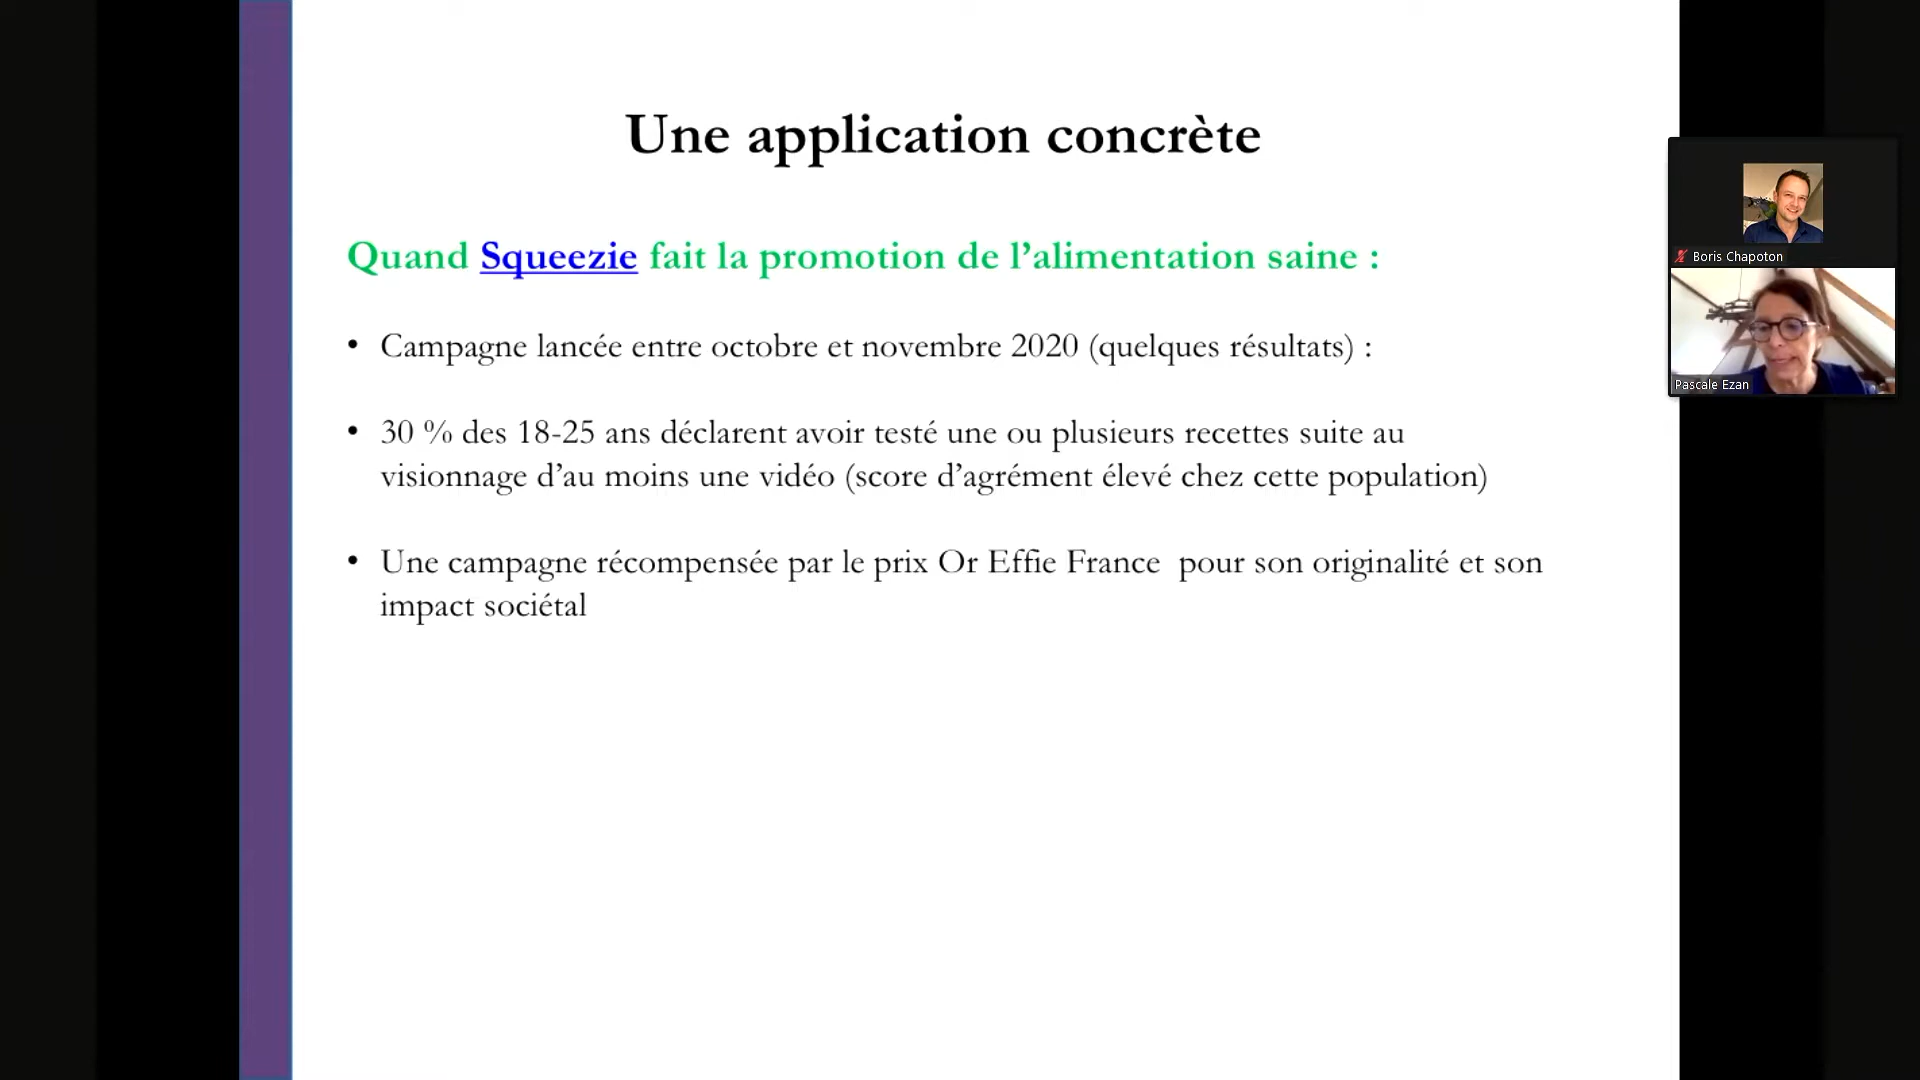 Une application concrète
Quand Squeezie fait la promotion de l’alimentation saine :
• Campagne lancée entre octobre et novembre 2020 (quelques résultats) :
• 30 % des 18-25 ans déclarent avoir testé une ou plusieurs recettes suite au
visionnage d’au moins une vidéo (score d’agrément élevé chez cette population)
• Une campagne récompensée par le prix Or Effie France  pour son originalité et son
impact sociétal
Boris Chapoton
Pascale Ezan